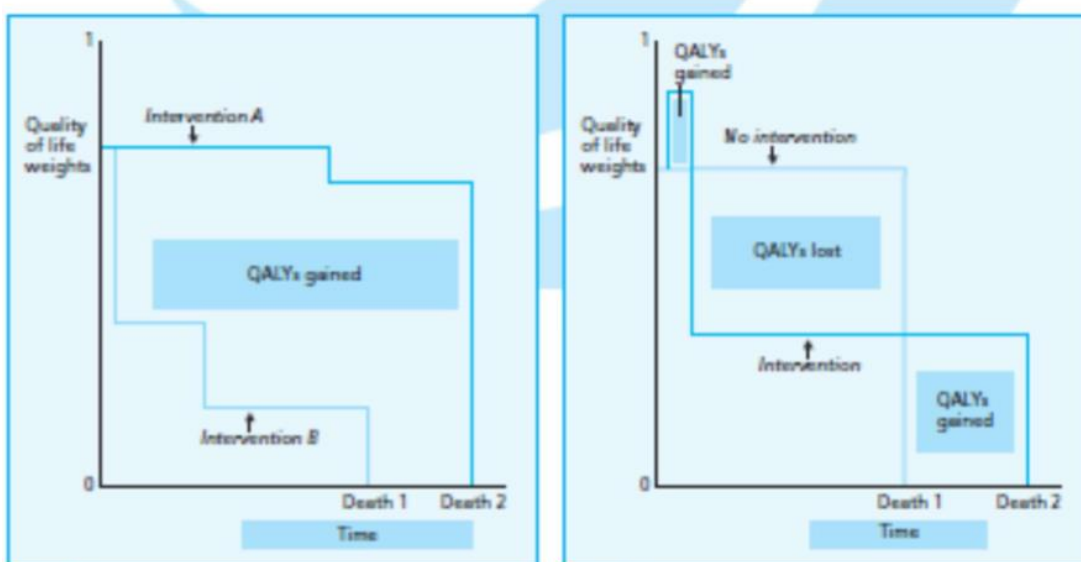 1
Intervention A
Quality
of life
weights
QALYs gained
Intervention B
0
Death 1 Death 2
Time
1
QALYs
gained
Quality
of life
weights
No intervention
QALYs lost
Intervention
QALYs
gained
0
Death 1 Death 2
Time